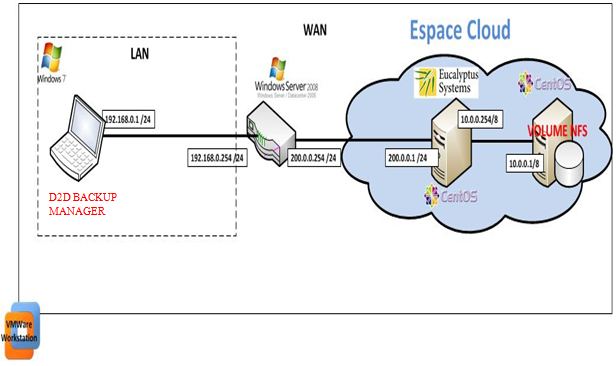 WAN
Espace Cloud
LAN
Windows 7
Windows Server 2008
Windows Server / Datacenter 2008
Eucalyptus
Systems
CentOS
192.168.0.1 /24
10.0.0.254/8
VOLUME NFS
192.168.0.254 /24
200.0.0.254 /24
200.0.0.1 /24
10.0.0.1/8
D2D BACKUP
MANAGER
CentOS
VMWare
Workstation